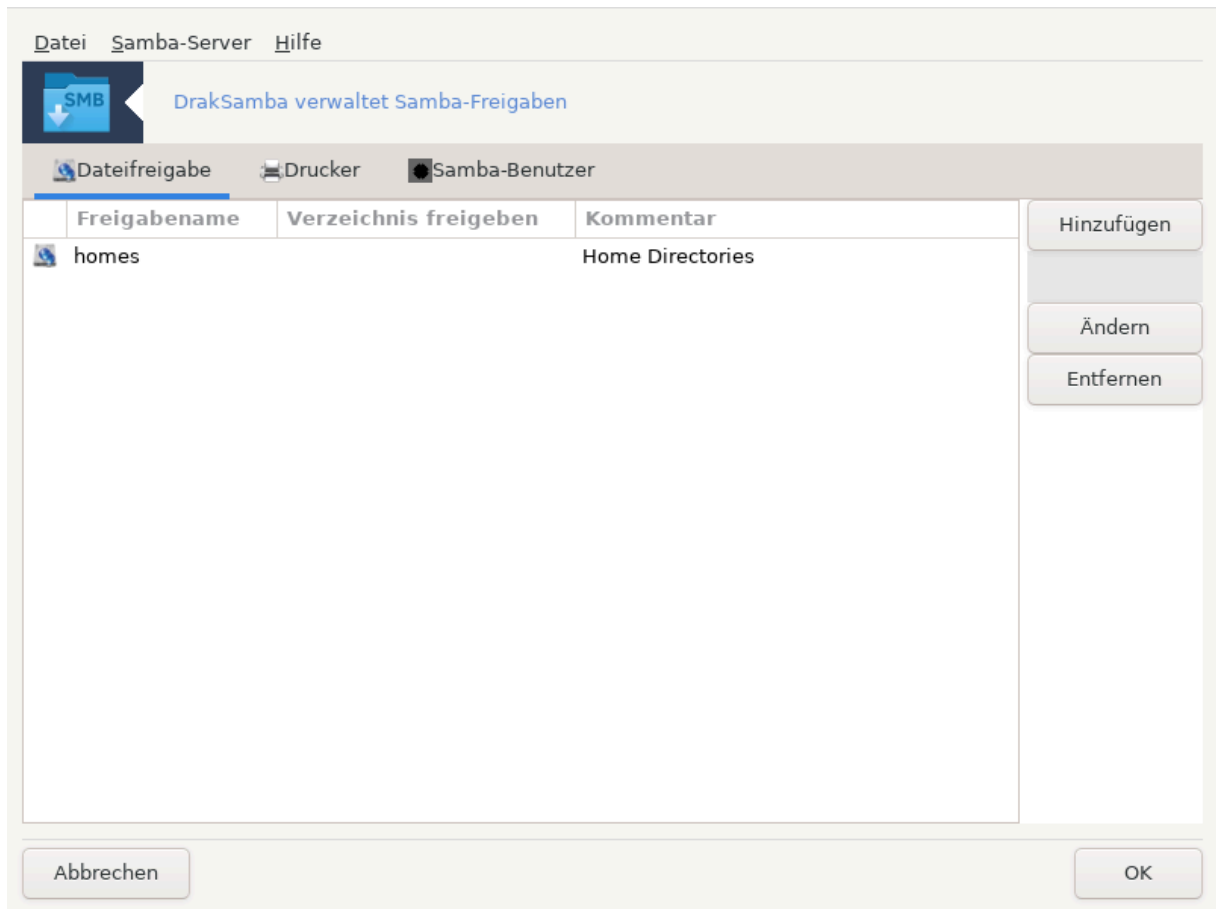 Datei Samba-Server Hilfe
SMB
DrakSamba verwaltet Samba-Freigaben
Dateifreigabe Drucker Samba-Benutzer
Freigabename Verzeichnis freigeben Kommentar
Hinzufügen
homes Home Directories
Ändern
Entfernen
Abbrechen OK